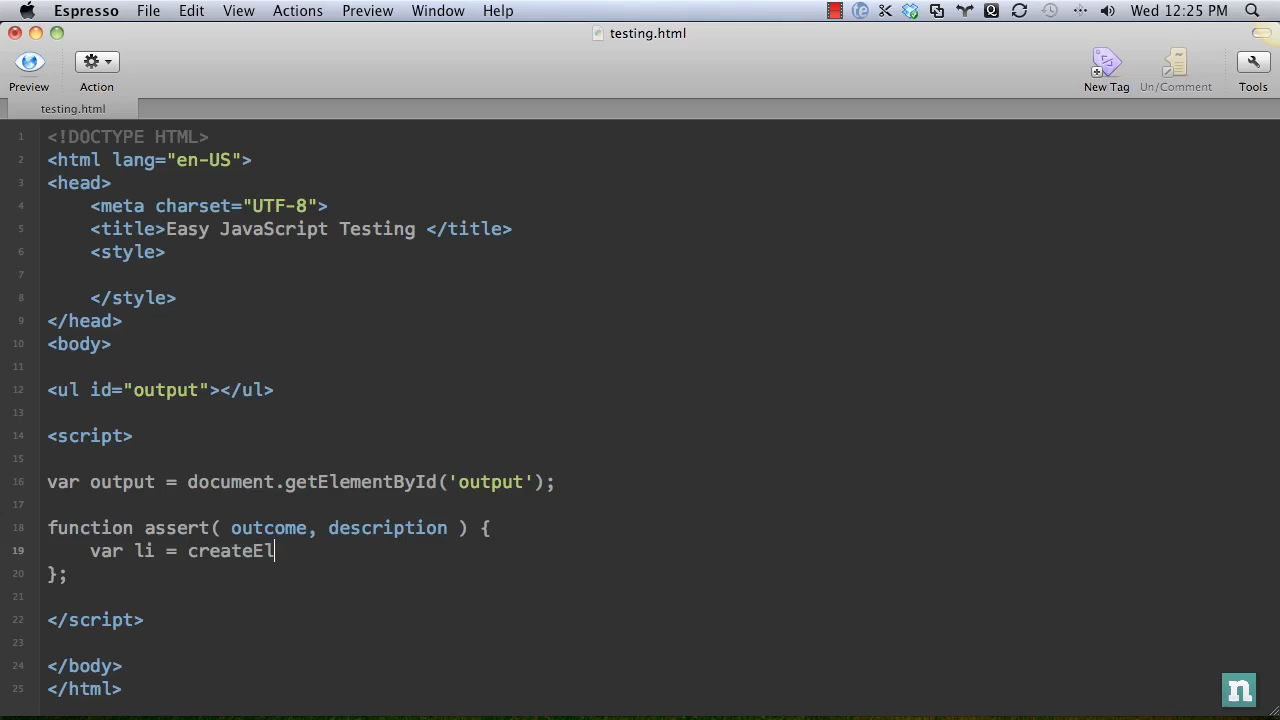 Espresso File Edit View Actions Preview Window Help Wed 12:25 PM
testing.html
Preview Action New Tag Un/Comment Tools
testing.html
1 <!DOCTYPE HTML>
2 <html lang="en-US">
3 <head>
4 <meta charset="UTF-8">
5 <title>Easy JavaScript Testing </title>
6 <style>
7
8 </style>
9 </head>
10 <body>
11
12 <ul id="output"></ul>
13
14 <script>
15
16 var output = document.getElementById('output');
17
18 function assert( outcome, description ) {
19 var li = createEl
20 };
21
22 </script>
23
24 </body>
25 </html>
n